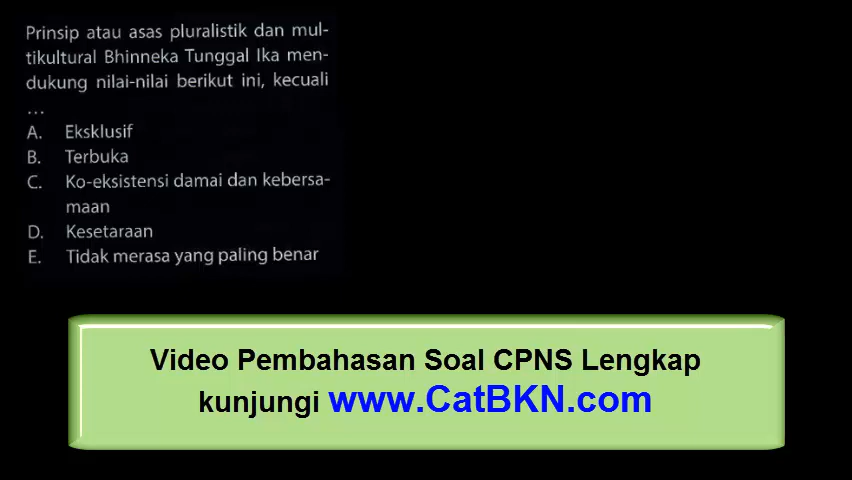 Prinsip atau asas pluralistik dan mul-
tikultural Bhinneka Tunggal Ika men-
dukung nilai-nilai berikut ini, kecuali
...
A. Eksklusif
B. Terbuka
C. Ko-eksistensi damai dan kebersa-
maan
D. Kesetaraan
E. Tidak merasa yang paling benar
Video Pembahasan Soal CPNS Lengkap
kunjungi www.CatBKN.com